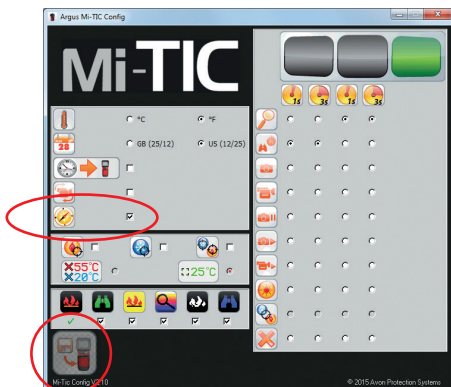 Argus Mi-TIC Config
Mi-TIC
1s 3s 1s 3s
°C °F
28 GB (25/12) US (12/25)
55°C
20°C
25°C
Mi-Tic Config V2.10
© 2015 Avon Protection Systems